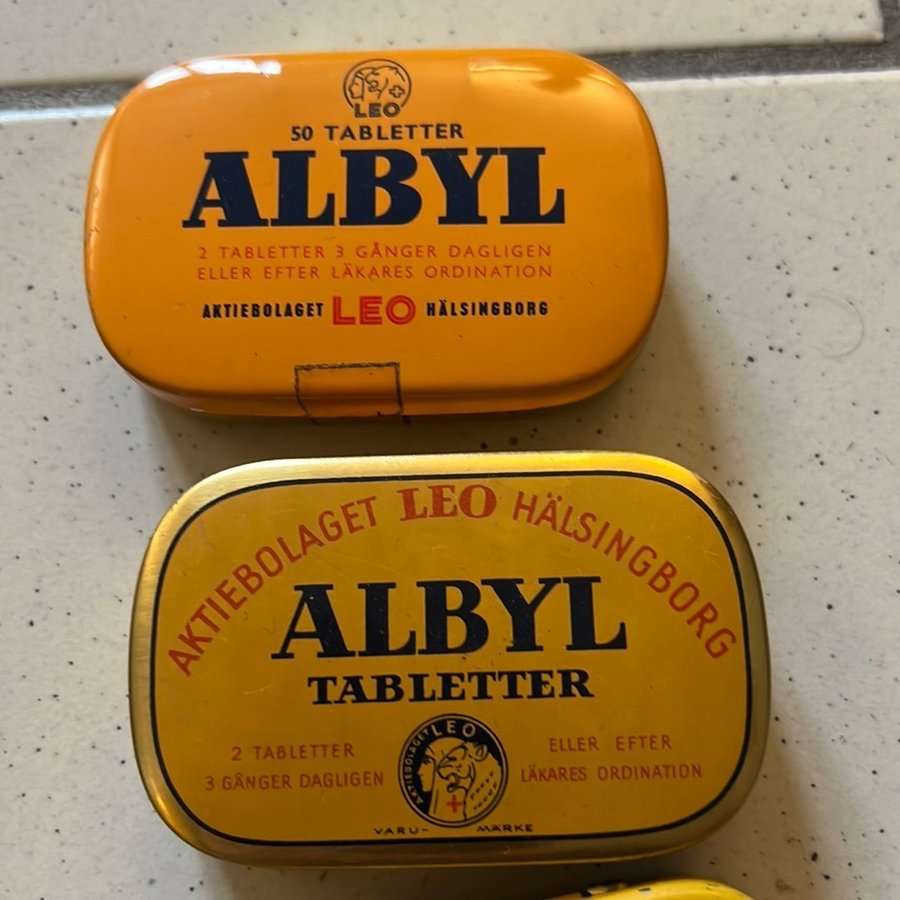 LEO
50 TABLETTER
ALBYL
2 TABLETTER 3 GÅNGER DAGLIGEN
ELLER EFTER LÄKARES ORDINATION
AKTIEBOLAGET LEO HÄLSINGBORG
AKTIEBOLAGET LEO HÄLSINGBORG
ALBYL
TABLETTER
2 TABLETTER
3 GÅNGER DAGLIGEN
AKTIEBOLAGET LEO
ELLER EFTER
LÄKARES ORDINATION
VARU- MÄRKE